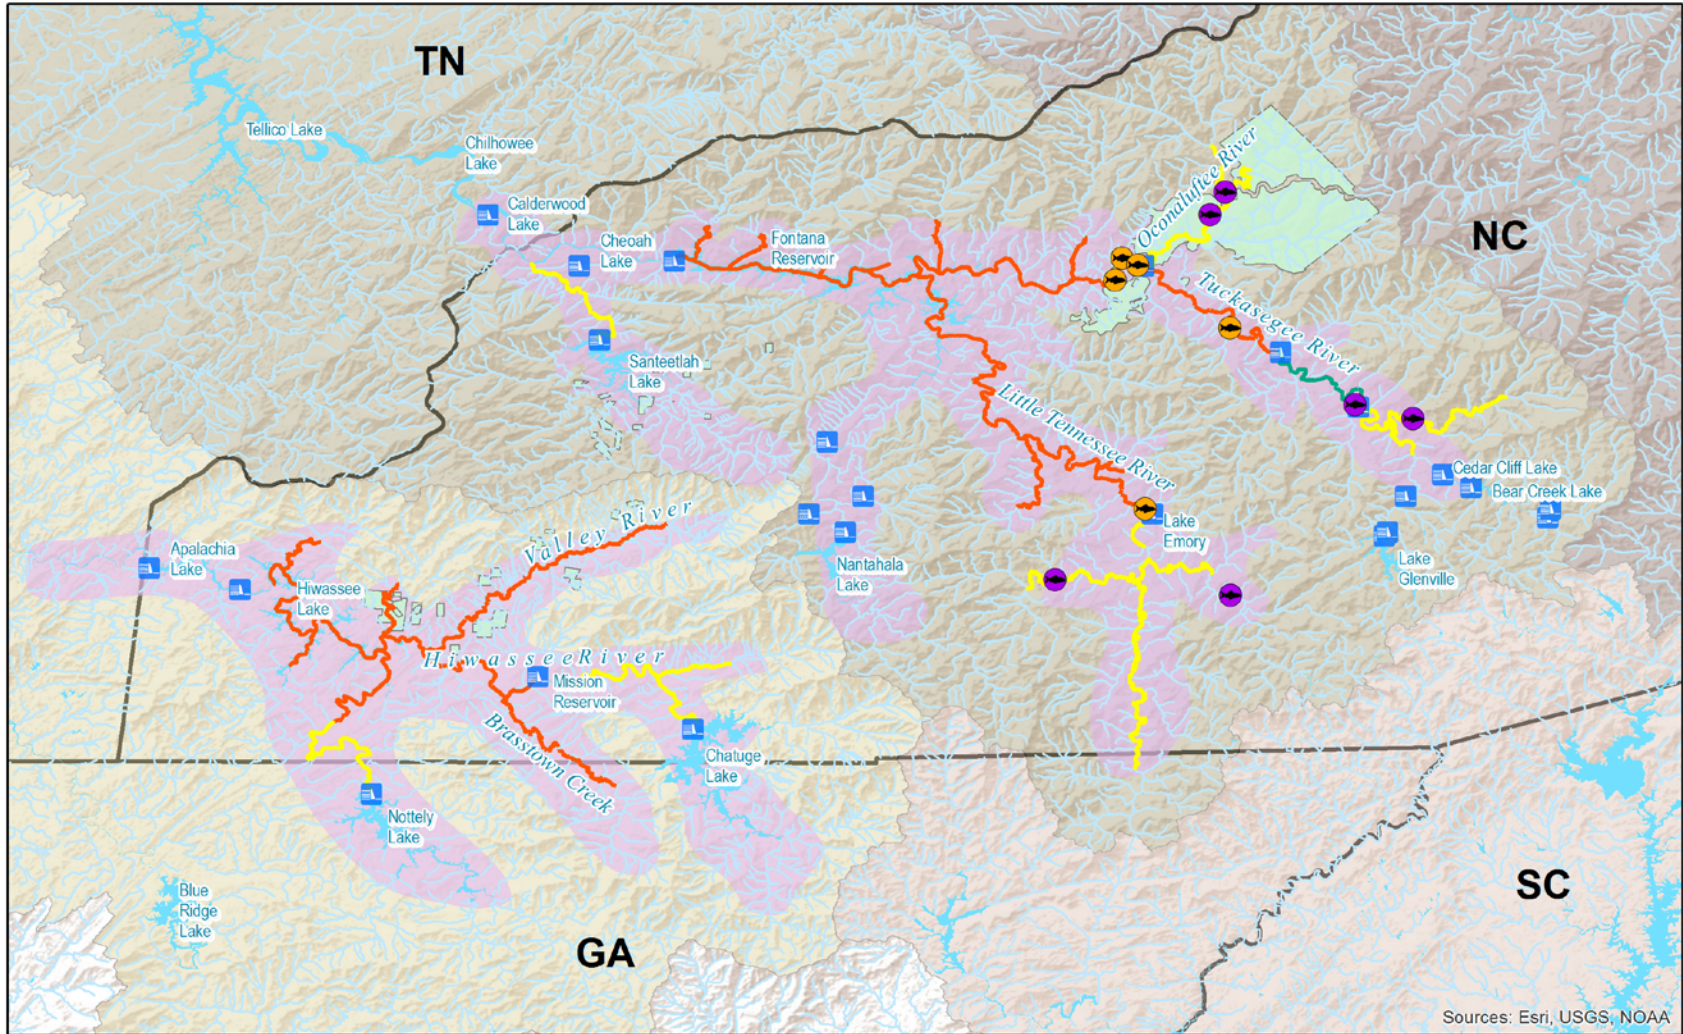 TN
Tellico Lake
Chilhowee
Lake
Calderwood
Lake
Cheoah
Lake
Fontana
Reservoir
Oconaluftee River
NC
Tuckasegee River
Santeetlah
Lake
Little Tennessee River
Cedar Cliff Lake
Bear Creek Lake
Lake
Emory
Lake
Glenville
Nantahala
Lake
Valley River
Apalachia
Lake
Hiwassee
Lake
Hiwassee River
Mission
Reservoir
Brasstown Creek
Chatuge
Lake
Nottely
Lake
Blue
Ridge
Lake
GA
SC
Sources: Esri, USGS, NOAA